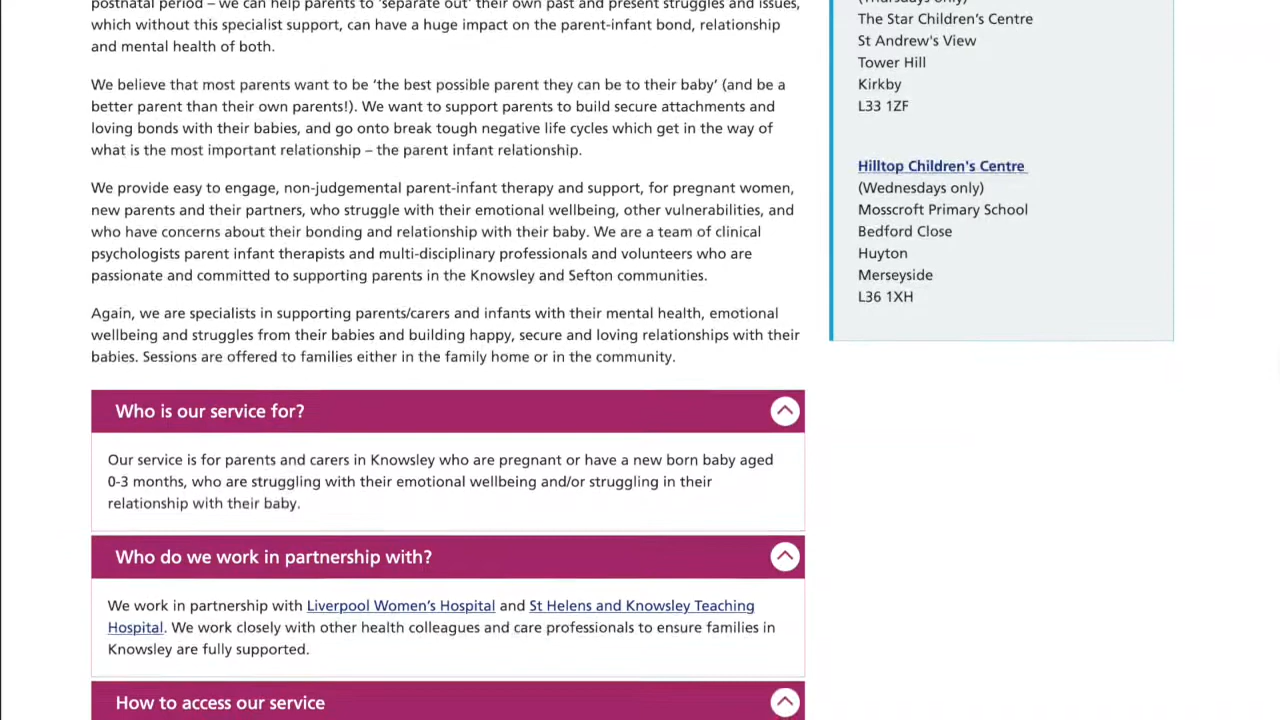 postnatal period – we can help parents to ‘separate out’ their own past and present struggles and issues,
which without this specialist support, can have a huge impact on the parent-infant bond, relationship
and mental health of both.
We believe that most parents want to be ‘the best possible parent they can be to their baby’ (and be a
better parent than their own parents!). We want to support parents to build secure attachments and
loving bonds with their babies, and go onto break tough negative life cycles which get in the way of
what is the most important relationship – the parent infant relationship.
We provide easy to engage, non-judgemental parent-infant therapy and support, for pregnant women,
new parents and their partners, who struggle with their emotional wellbeing, other vulnerabilities, and
who have concerns about their bonding and relationship with their baby. We are a team of clinical
psychologists parent infant therapists and multi-disciplinary professionals and volunteers who are
passionate and committed to supporting parents in the Knowsley and Sefton communities.
Again, we are specialists in supporting parents/carers and infants with their mental health, emotional
wellbeing and struggles from their babies and building happy, secure and loving relationships with their
babies. Sessions are offered to families either in the family home or in the community.
Who is our service for?
Our service is for parents and carers in Knowsley who are pregnant or have a new born baby aged
0-3 months, who are struggling with their emotional wellbeing and/or struggling in their
relationship with their baby.
Who do we work in partnership with?
We work in partnership with Liverpool Women’s Hospital and St Helens and Knowsley Teaching
Hospital. We work closely with other health colleagues and care professionals to ensure families in
Knowsley are fully supported.
How to access our service
(Thursdays only)
The Star Children’s Centre
St Andrew's View
Tower Hill
Kirkby
L33 1ZF
Hilltop Children's Centre
(Wednesdays only)
Mosscroft Primary School
Bedford Close
Huyton
Merseyside
L36 1XH